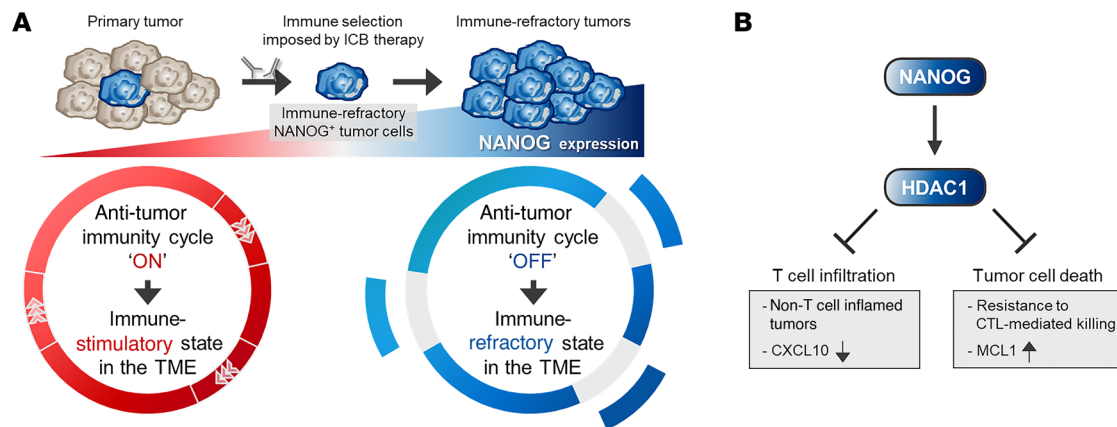 A
Primary tumor
Immune selection
imposed by ICB therapy
Immune-refractory tumors
Immune-refractory
NANOG⁺ tumor cells
NANOG expression
Anti-tumor
immunity cycle
‘ON’
Immune-
stimulatory state
in the TME
Anti-tumor
immunity cycle
‘OFF’
Immune-
refractory state
in the TME
B
NANOG
HDAC1
T cell infiltration
- Non-T cell inflamed
tumors
- CXCL10
Tumor cell death
- Resistance to
CTL-mediated killing
- MCL1